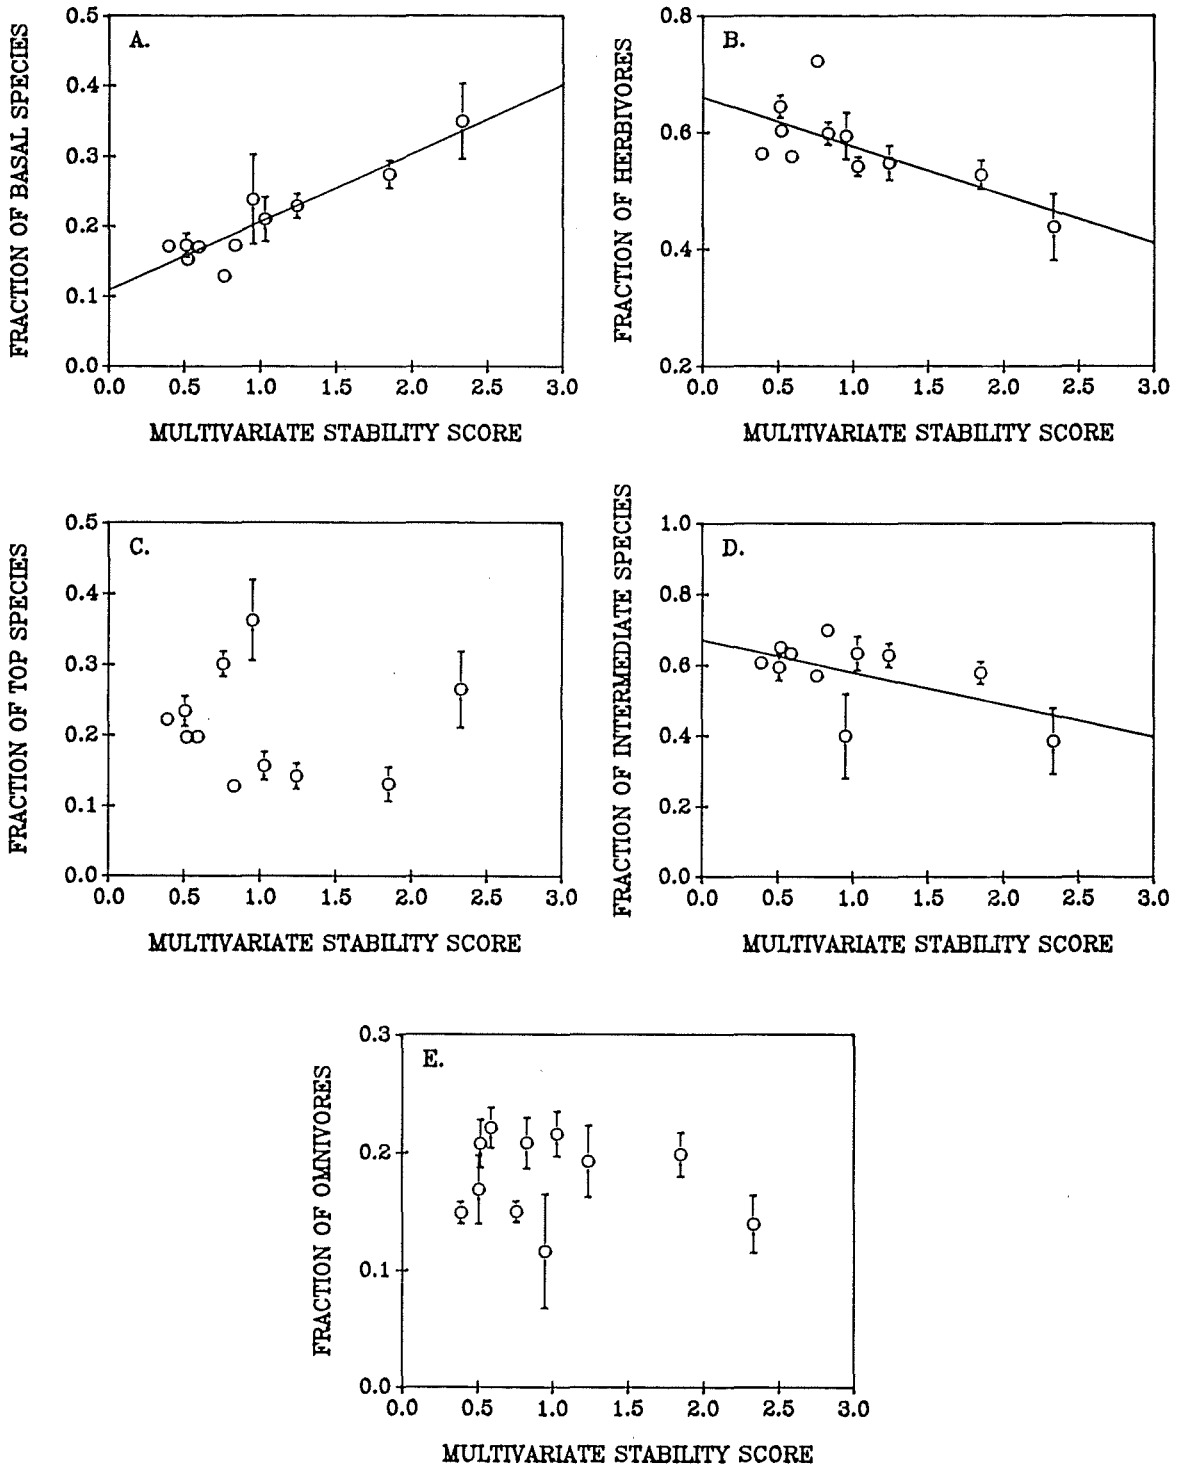 A.
FRACTION OF BASAL SPECIES
0.5
0.4
0.3
0.2
0.1
0.0
0.0 0.5 1.0 1.5 2.0 2.5 3.0
MULTIVARIATE STABILITY SCORE
B.
FRACTION OF HERBIVORES
0.8
0.6
0.4
0.2
0.0 0.5 1.0 1.5 2.0 2.5 3.0
MULTIVARIATE STABILITY SCORE
C.
FRACTION OF TOP SPECIES
0.5
0.4
0.3
0.2
0.1
0.0
0.0 0.5 1.0 1.5 2.0 2.5 3.0
MULTIVARIATE STABILITY SCORE
D.
FRACTION OF INTERMEDIATE SPECIES
1.0
0.8
0.6
0.4
0.2
0.0
0.0 0.5 1.0 1.5 2.0 2.5 3.0
MULTIVARIATE STABILITY SCORE
E.
FRACTION OF OMNIVORES
0.3
0.2
0.1
0.0
0.0 0.5 1.0 1.5 2.0 2.5 3.0
MULTIVARIATE STABILITY SCORE